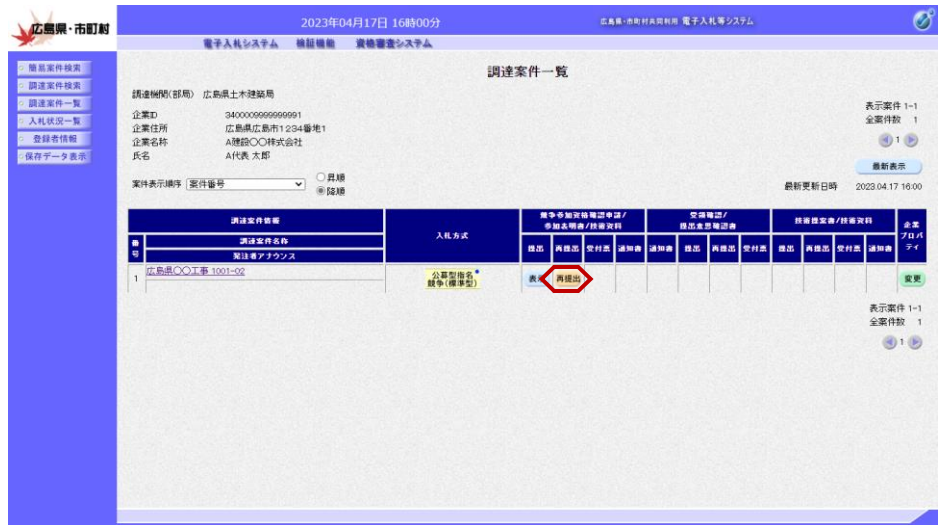 広島県・市町村
2023年04月17日 16時00分
広島県・市町村共同利用 電子入札等システム
電子入札システム 検証機能 資格審査システム
簡易案件検索
調達案件検索
調達案件一覧
入札状況一覧
登録者情報
保存データ表示
調達案件一覧
調達機関(部局) 広島県土木建築局
企業ID 3400009999999991
企業住所 広島県広島市1234番地1
企業名称 A建設〇〇株式会社
氏名 A代表 太郎
表示案件 1-1
全案件数 1
1
最新表示
案件表示順序 案件番号
昇順
降順
最新更新日時 2023.04.17 16:00
調達案件情報
番号
調達案件名称
発注者アナウンス
入札方式
競争参加資格確認申請/
参加表明書/技術資料
提出 再提出 受付票 通知書
受領確認/
提出意思確認書
通知書 提出 再提出 受付票
技術提案書/技術資料
提出 再提出 受付票 通知書
企業
プロパ
ティ
1
広島県〇〇工事 1001-02
公募型指名
競争(標準型)
表示
再提出
変更
表示案件 1-1
全案件数 1
1